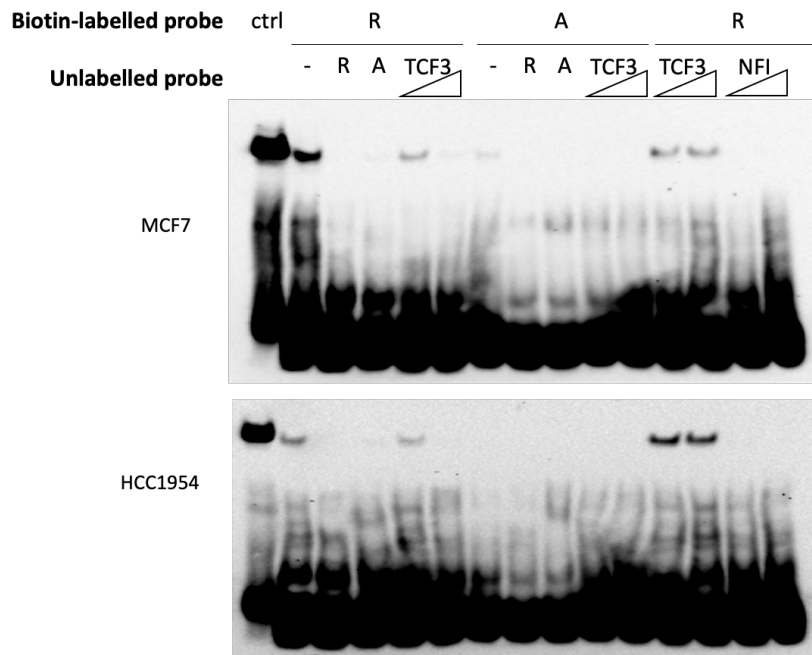 Biotin-labelled probe ctrl R A R
Unlabelled probe - R A TCF3 - R A TCF3 TCF3 NFI
MCF7
HCC1954